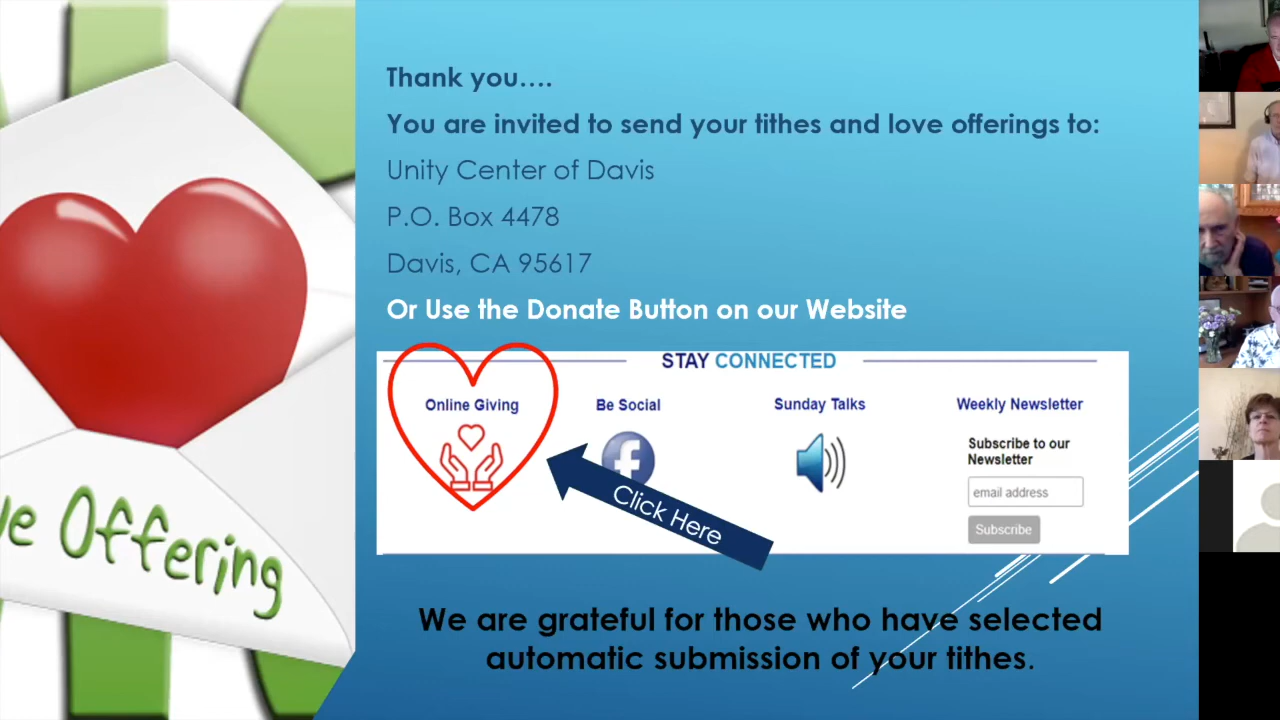 Thank you....
You are invited to send your tithes and love offerings to:
Unity Center of Davis
P.O. Box 4478
Davis, CA 95617
Or Use the Donate Button on our Website
STAY CONNECTED
Online Giving
Be Social
Sunday Talks
Weekly Newsletter
Subscribe to our
Newsletter
email address
Subscribe
Click Here
Offering
We are grateful for those who have selected
automatic submission of your tithes.